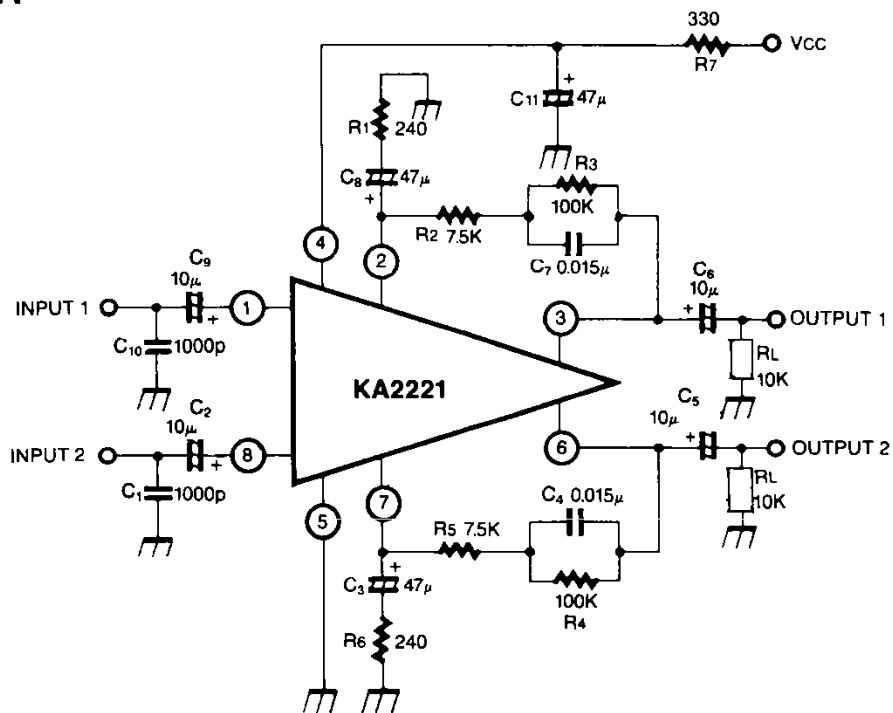 330
VCC
R7
C11
47μ
+
R1
240
C8
47μ
+
R3
100K
R2 7.5K
C7 0.015μ
4
2
C9
10μ
+
INPUT 1
1
C10
1000p
3
C6
10μ
+
OUTPUT 1
RL
10K
KA2221
C2
10μ
+
INPUT 2
8
C1
1000p
C5
10μ
+
6
OUTPUT 2
RL
10K
5
7
R5 7.5K
C4 0.015μ
+
C3
47μ
100K
R4
R6
240